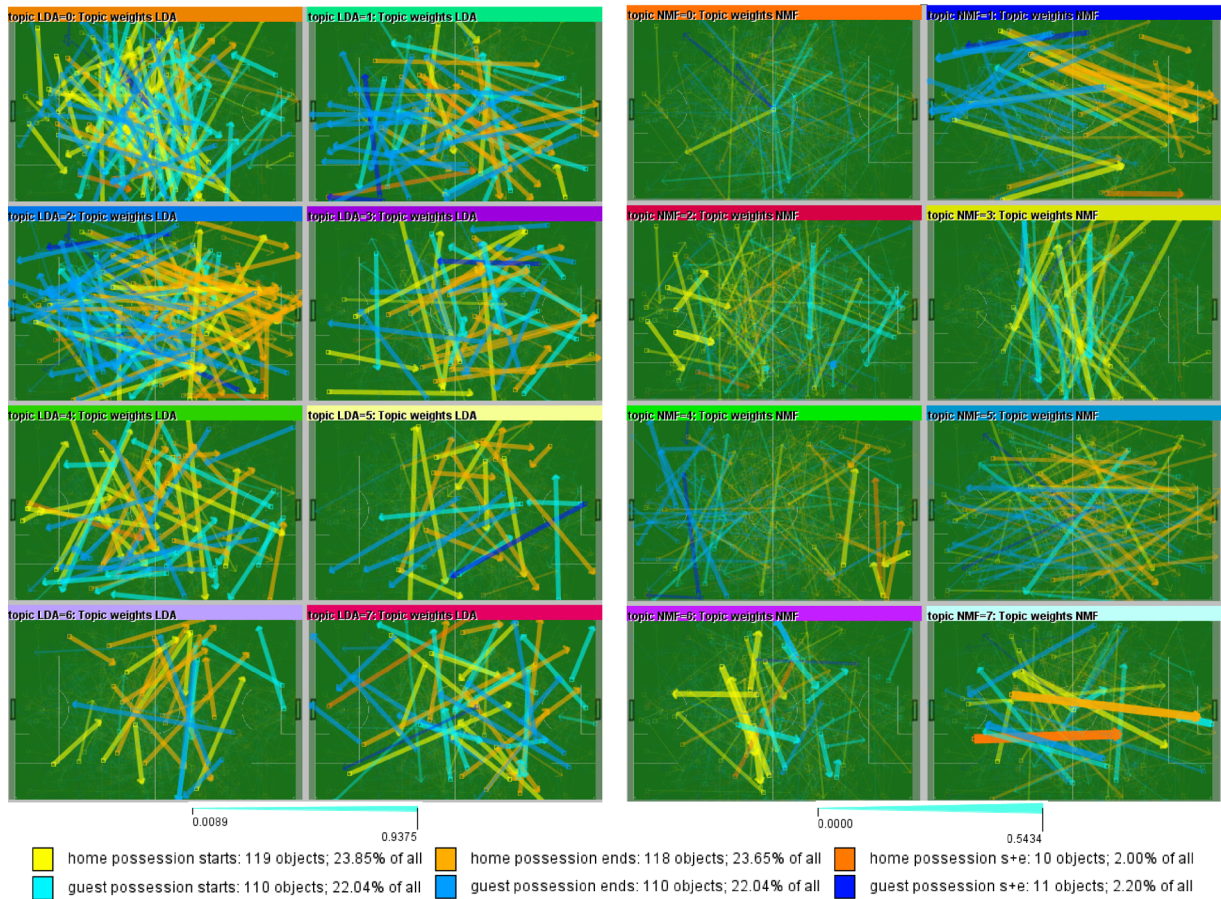 topic LDA=0: Topic weights LDA
topic LDA=1: Topic weights LDA
topic NMF=0: Topic weights NMF
topic NMF=1: Topic weights NMF
topic LDA=2: Topic weights LDA
topic LDA=3: Topic weights LDA
topic NMF=2: Topic weights NMF
topic NMF=3: Topic weights NMF
topic LDA=4: Topic weights LDA
topic LDA=5: Topic weights LDA
topic NMF=4: Topic weights NMF
topic NMF=5: Topic weights NMF
topic LDA=6: Topic weights LDA
topic LDA=7: Topic weights LDA
topic NMF=6: Topic weights NMF
topic NMF=7: Topic weights NMF
0.0089
0.9375
0.0000
0.5434
home possession starts: 119 objects; 23.85% of all
home possession ends: 118 objects; 23.65% of all
home possession s+e: 10 objects; 2.00% of all
guest possession starts: 110 objects; 22.04% of all
guest possession ends: 110 objects; 22.04% of all
guest possession s+e: 11 objects; 2.20% of all